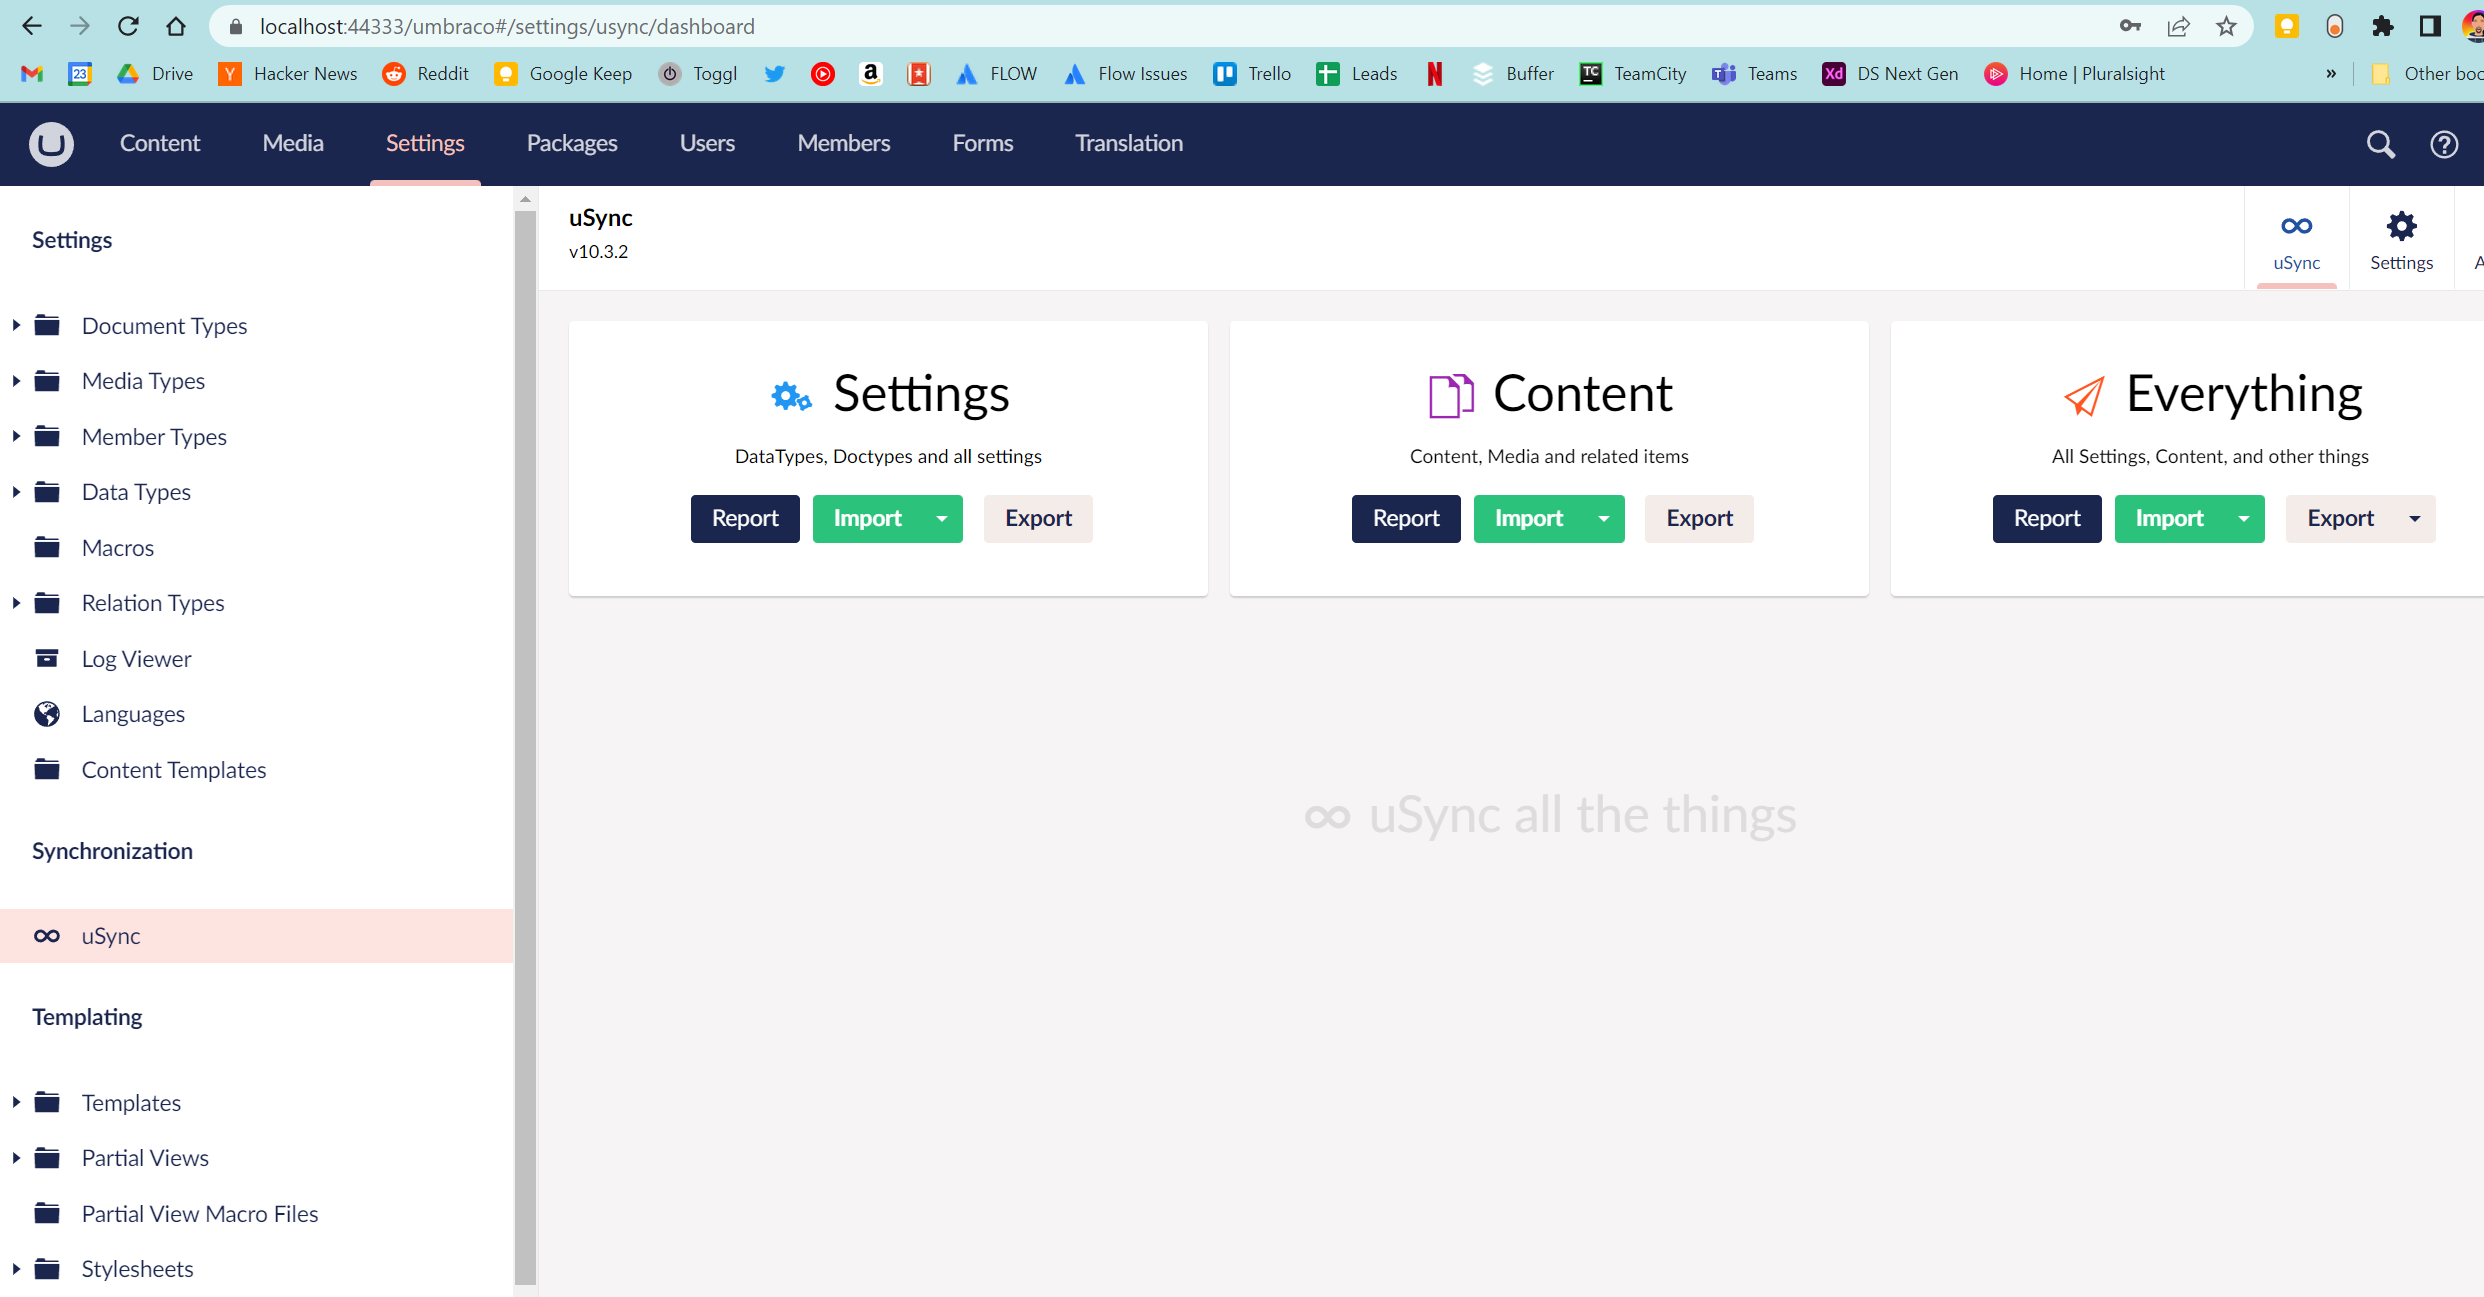 localhost:44333/umbraco#/settings/usync/dashboard
23 Drive Y Hacker News Reddit Google Keep Toggl a FLOW Flow Issues Trello Leads N Buffer TC TeamCity Teams Xd DS Next Gen Home | Pluralsight » Other boo
Content Media Settings Packages Users Members Forms Translation
Settings
Document Types
Media Types
Member Types
Data Types
Macros
Relation Types
Log Viewer
Languages
Content Templates
Synchronization
uSync
Templating
Templates
Partial Views
Partial View Macro Files
Stylesheets
uSync
v10.3.2
uSync Settings A
Settings
DataTypes, Doctypes and all settings
Report Import Export
Content
Content, Media and related items
Report Import Export
Everything
All Settings, Content, and other things
Report Import Export
uSync all the things